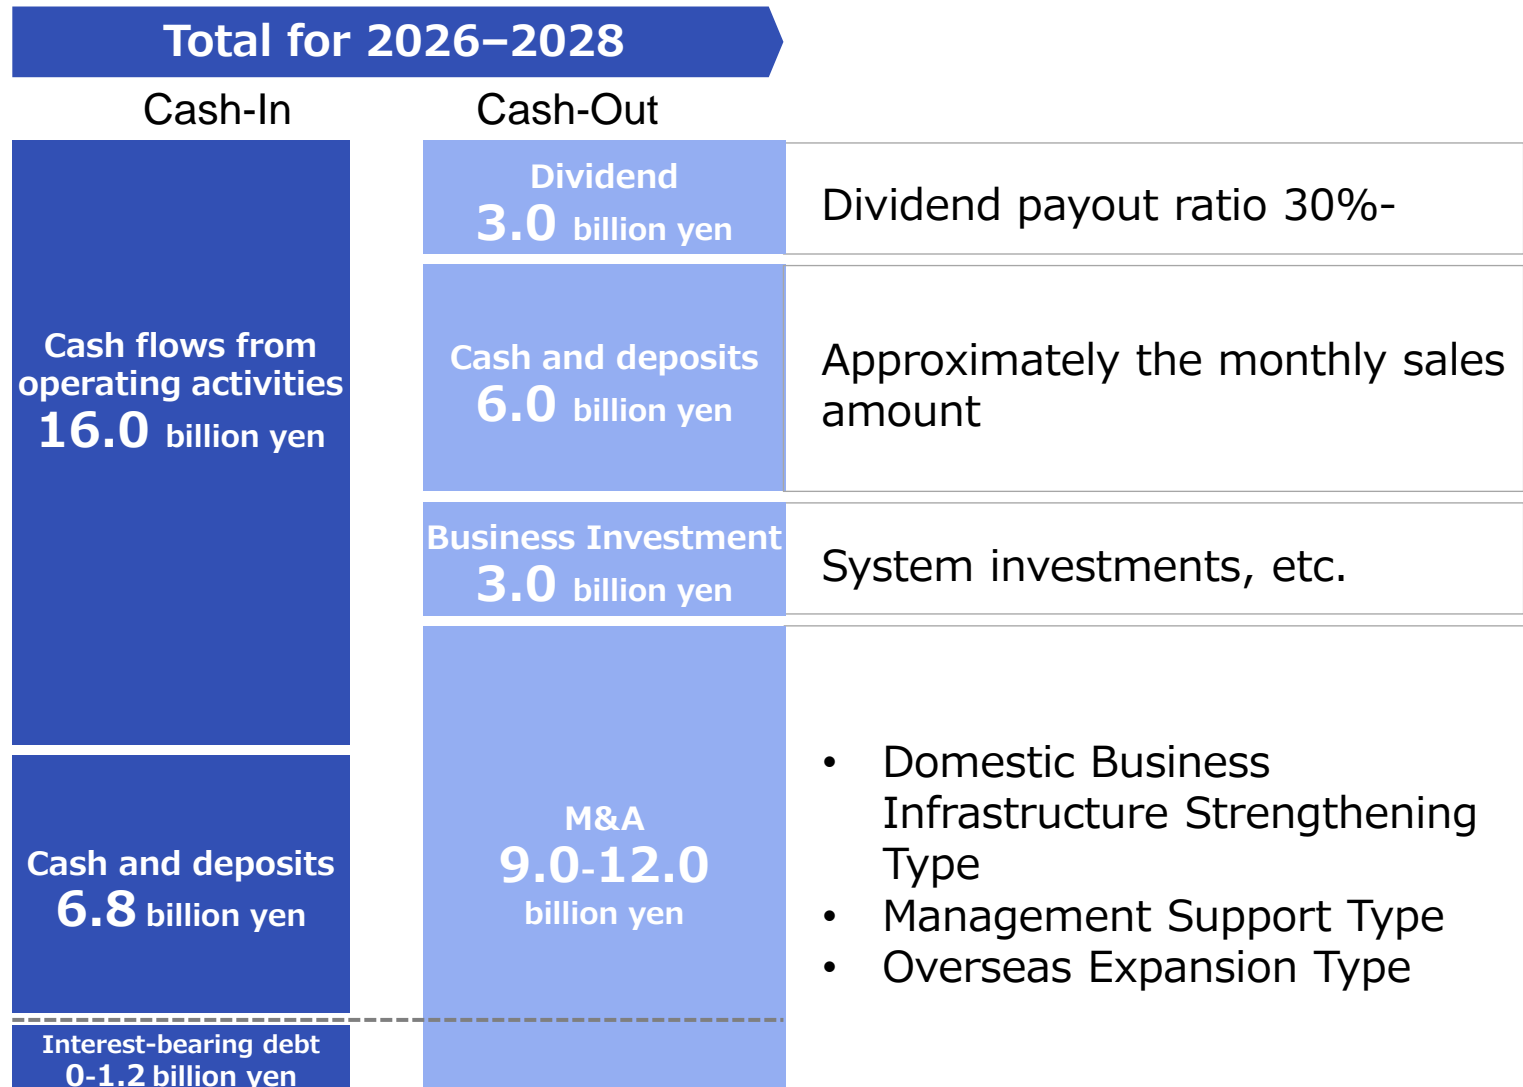 Total for 2026–2028
Cash-In
Cash-Out
Cash flows from
operating activities
16.0 billion yen
Cash and deposits
6.8 billion yen
Interest-bearing debt
0-1.2 billion yen
Dividend
3.0 billion yen
Dividend payout ratio 30%-
Cash and deposits
6.0 billion yen
Approximately the monthly sales
amount
Business Investment
3.0 billion yen
System investments, etc.
M&A
9.0-12.0
billion yen
• Domestic Business
Infrastructure Strengthening
Type
• Management Support Type
• Overseas Expansion Type